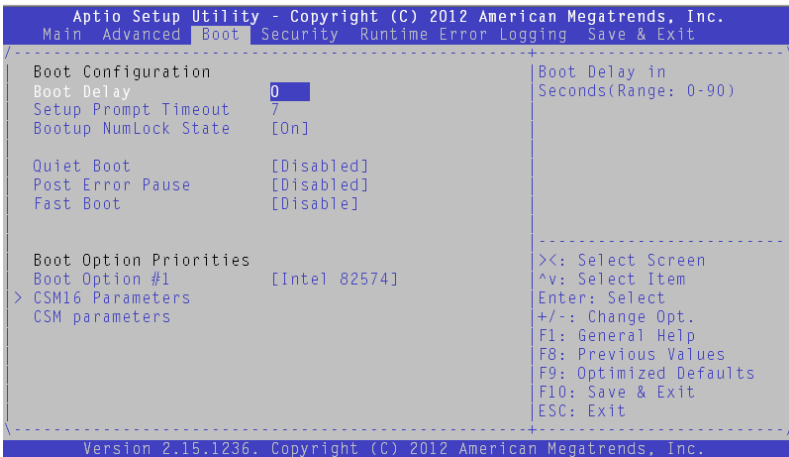 Aptio Setup Utility - Copyright (C) 2012 American Megatrends, Inc.
Main Advanced Boot Security Runtime Error Logging Save & Exit
Boot Configuration
Boot Delay 0
Setup Prompt Timeout 7
Bootup NumLock State [On]
Quiet Boot [Disabled]
Post Error Pause [Disabled]
Fast Boot [Disable]
Boot Option Priorities
Boot Option #1 [Intel 82574]
> CSM16 Parameters
CSM parameters
Boot Delay in
Seconds(Range: 0-90)
><: Select Screen
^v: Select Item
Enter: Select
+/-: Change Opt.
F1: General Help
F8: Previous Values
F9: Optimized Defaults
F10: Save & Exit
ESC: Exit
Version 2.15.1236. Copyright (C) 2012 American Megatrends, Inc.